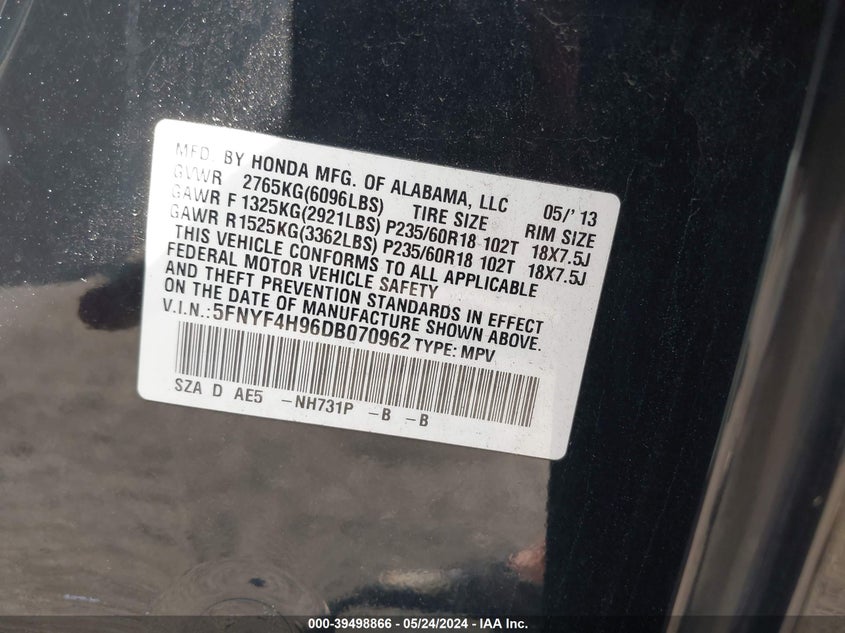 MFD. BY HONDA MFG. OF ALABAMA, LLC 05/'13
GVWR 2765KG(6096LBS) TIRE SIZE RIM SIZE
GAWR F 1325KG(2921LBS) P235/60R18 102T 18X7.5J
GAWR R 1525KG(3362LBS) P235/60R18 102T 18X7.5J
THIS VEHICLE CONFORMS TO ALL APPLICABLE
FEDERAL MOTOR VEHICLE SAFETY
AND THEFT PREVENTION STANDARDS IN EFFECT
ON THE DATE OF MANUFACTURE SHOWN ABOVE.
V.I.N.:5FNYF4H96DB070962 TYPE: MPV
SZA D AE5 -NH731P -B -B
000-39498866 - 05/24/2024 - IAA Inc.